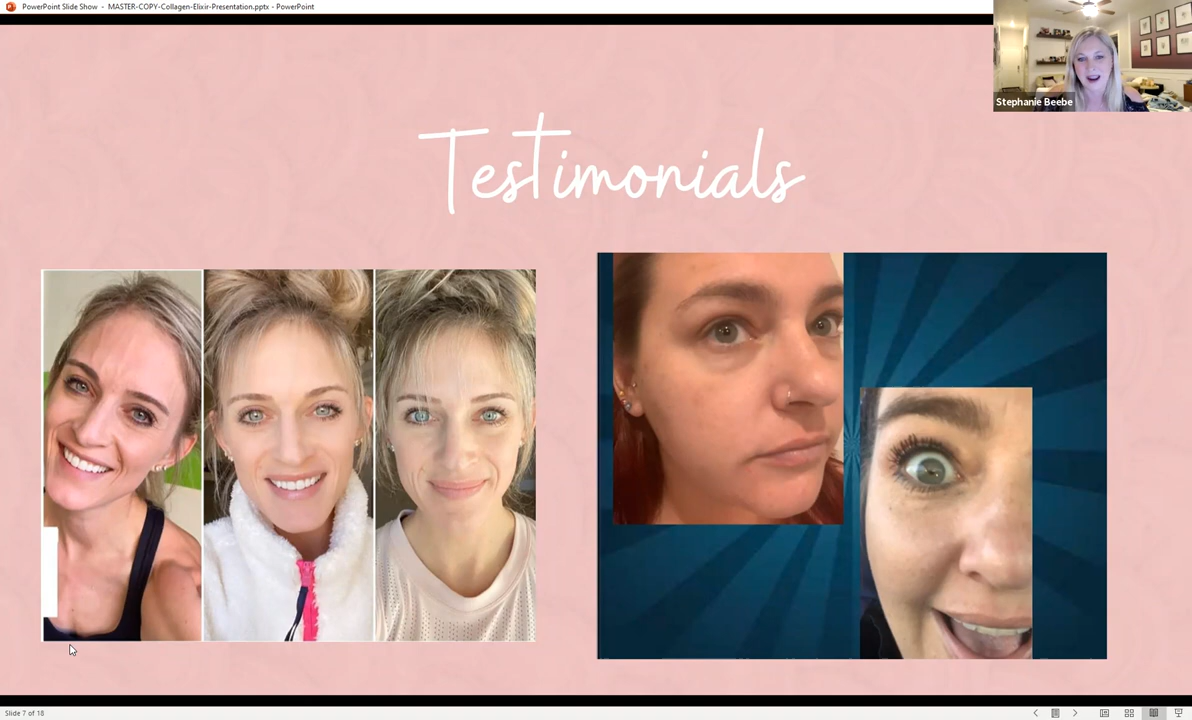 PowerPoint Slide Show - MASTER-COPY-Collagen-Elixir-Presentation.pptx - PowerPoint
Stephanie Beebe
Testimonials
Slide 7 of 18